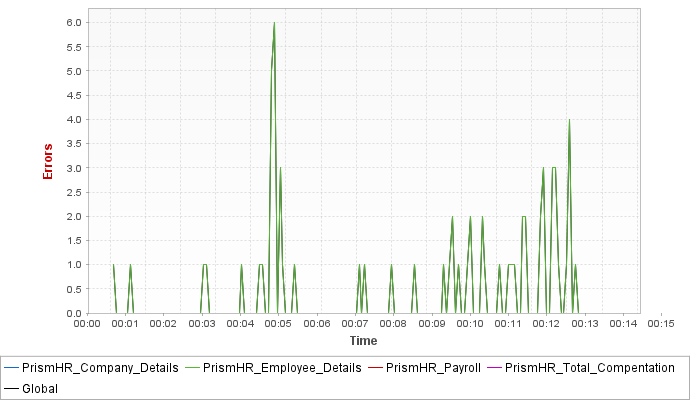 6.0
5.5
5.0
4.5
4.0
3.5
3.0
2.5
2.0
1.5
1.0
0.5
0.0
Errors
00:00 00:01 00:02 00:03 00:04 00:05 00:06 00:07 00:08 00:09 00:10 00:11 00:12 00:13 00:14 00:15
Time
PrismHR_Company_Details PrismHR_Employee_Details PrismHR_Payroll PrismHR_Total_Compentation
Global